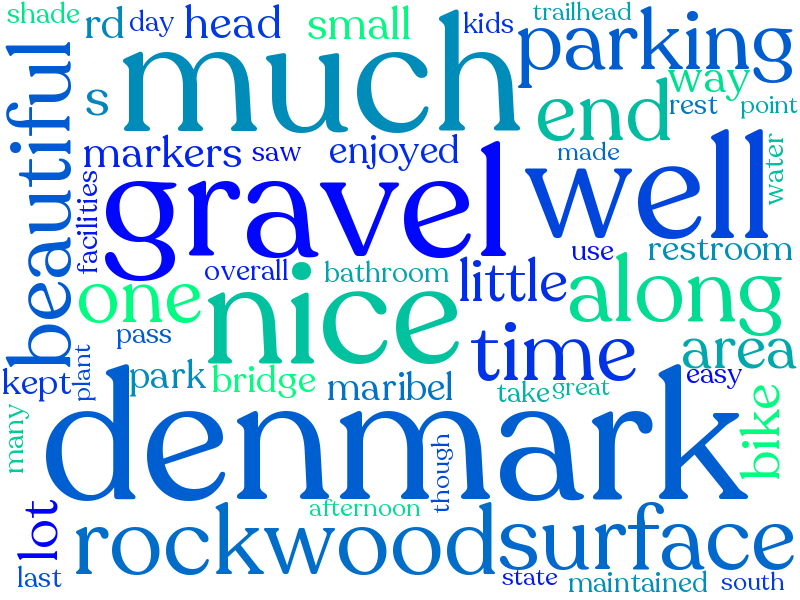 shade
rd
day
head
small
kids
trailhead
parking
s
much
way
rest
point
end
beautiful
markers
saw
enjoyed
made
water
facilities
gravel
well
use
restroom
overall
bathroom
little
along
one
nice
pass
time
area
kept
plant
park
bridge
maribel
take
great
easy
many
denmark
though
bike
lot
rockwood
afternoon
surface
last
state
maintained
south